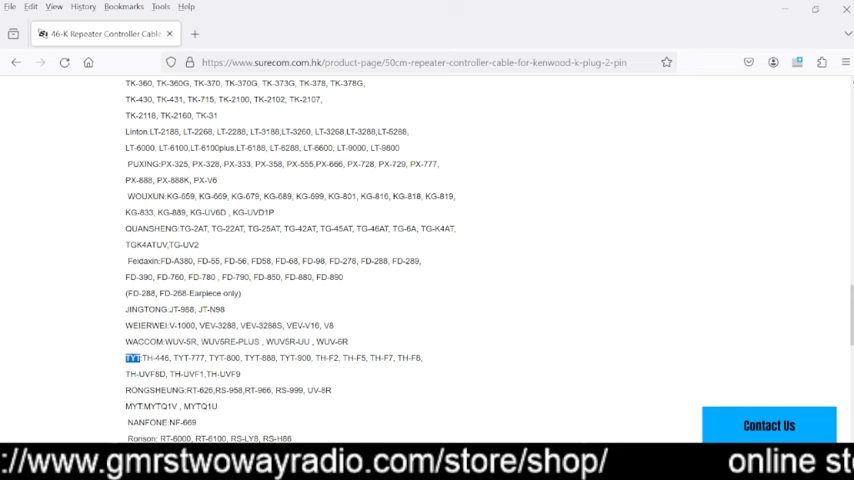 File Edit View History Bookmarks Tools Help
46-K Repeater Controller Cable
https://www.surecom.com.hk/product-page/50cm-repeater-controller-cable-for-kenwood-k-plug-2-pin
TK-360, TK-360G, TK-370, TK-370G, TK-373G, TK-378, TK-378G,
TK-430, TK-431, TK-715, TK-2100, TK-2102, TK-2107,
TK-2118, TK-2160, TK-31
Linton:LT-2188, LT-2268, LT-2288, LT-3188,LT-3260, LT-3268,LT-3288,LT-5288,
LT-6000, LT-6100,LT-6100plus,LT-6188, LT-6288, LT-6600, LT-9000, LT-9800
PUXING:PX-325, PX-328, PX-333, PX-358, PX-555,PX-666, PX-728, PX-729, PX-777,
PX-888, PX-888K, PX-V6
WOUXUN:KG-659, KG-669, KG-679, KG-689, KG-699, KG-801, KG-816, KG-818, KG-819,
KG-833, KG-889, KG-UV6D , KG-UVD1P
QUANSHENG:TG-2AT, TG-22AT, TG-25AT, TG-42AT, TG-45AT, TG-46AT, TG-6A, TG-K4AT,
TGK4ATUV,TG-UV2
Feidaxin:FD-A380, FD-55, FD-56, FD58, FD-68, FD-98, FD-278, FD-288, FD-289,
FD-390, FD-760, FD-780 , FD-790, FD-850, FD-880, FD-890
(FD-288, FD-268-Earpiece only)
JINGTONG:JT-988, JT-N98
WEIERWEI:V-1000, VEV-3288, VEV-3288S, VEV-V16, V8
WACCOM:WUV-5R, WUV5RE-PLUS , WUV5R-UU , WUV-6R
TYT:TH-446, TYT-777, TYT-800, TYT-888, TYT-900, TH-F2, TH-F5, TH-F7, TH-F8,
TH-UVF8D, TH-UVF1,TH-UVF9
RONGSHEUNG:RT-626,RS-958,RT-966, RS-999, UV-8R
MYT:MYTQ1V , MYTQ1U
NANFONE:NF-669
Ronson: RT-6000, RT-6100, RS-LY8, RS-H86
Contact Us
://www.gmrstwowayradio.com/store/shop/ online sto